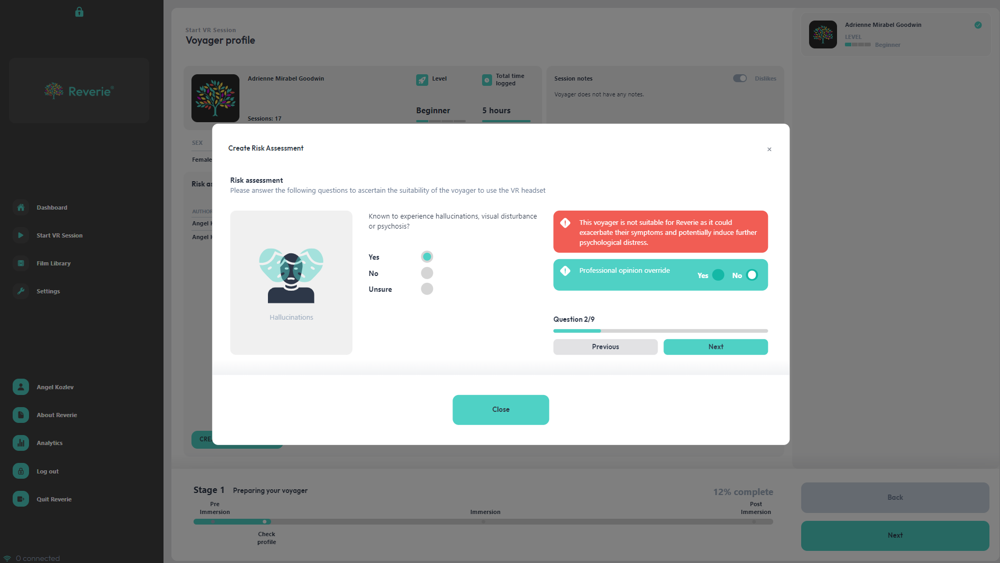 Reverie®
Dashboard
Start VR Session
Film Library
Settings
Angel Kozlev
About Reverie
Analytics
Log out
Quit Reverie
0 connected
Start VR Session
Voyager profile
Adrienne Mirabel Goodwin
Sessions: 17
Level
Beginner
Total time
logged
5 hours
Session notes
Dislikes
Voyager does not have any notes.
SEX
Female
Risk as
AUTHOR
Angel K
Angel K
CRE
Create Risk Assessment
×
Risk assessment
Please answer the following questions to ascertain the suitability of the voyager to use the VR headset
Hallucinations
Known to experience hallucinations, visual disturbance
or psychosis?
Yes
No
Unsure
This voyager is not suitable for Reverie as it could
exacerbate their symptoms and potentially induce further
psychological distress.
Professional opinion override
Yes
No
Question 2/9
Previous
Next
Close
Stage 1 Preparing your voyager
12% complete
Pre
Immersion
Immersion
Post
Immersion
Check
profile
Adrienne Mirabel Goodwin
LEVEL
Beginner
Back
Next